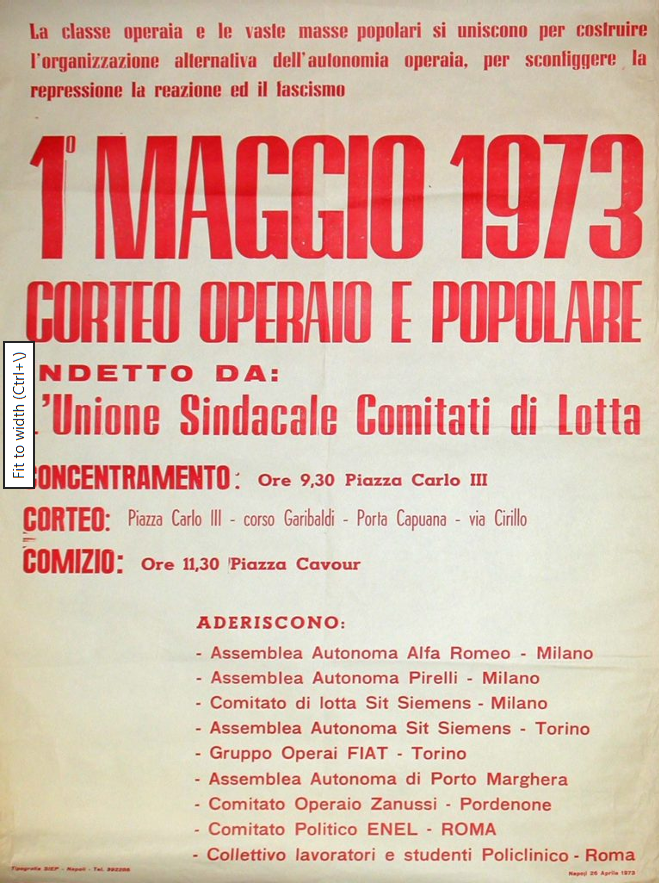 La classe operaia e le vaste masse popolari si uniscono per costruire
l'organizzazione alternativa dell'autonomia operaia, per sconfiggere la
repressione la reazione ed il fascismo
1º MAGGIO 1973
CORTEO OPERAIO E POPOLARE
NDETTO DA:
L'Unione Sindacale Comitati di Lotta
CONCENTRAMENTO: Ore 9,30 Piazza Carlo III
CORTEO: Piazza Carlo III - corso Garibaldi - Porta Capuana - via Cirillo
COMIZIO: Ore 11,30 Piazza Cavour
ADERISCONO:
- Assemblea Autonoma Alfa Romeo - Milano
- Assemblea Autonoma Pirelli - Milano
- Comitato di lotta Sit Siemens - Milano
- Assemblea Autonoma Sit Siemens - Torino
- Gruppo Operai FIAT - Torino
- Assemblea Autonoma di Porto Marghera
- Comitato Operaio Zanussi - Pordenone
- Comitato Politico ENEL - ROMA
- Collettivo lavoratori e studenti Policlinico - Roma
Tipografia SIEP - Napoli - Tel.
Napoli 26 Aprile 1973
Fit to width (Ctrl+\)